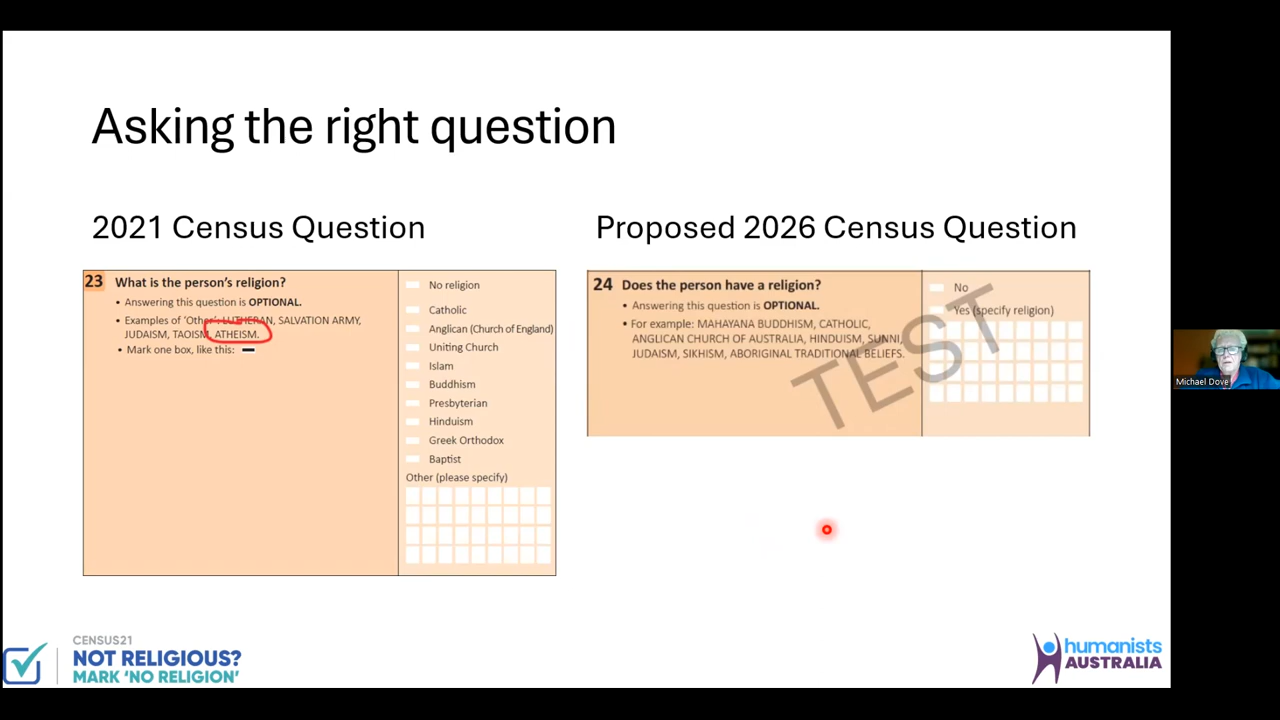 Asking the right question
2021 Census Question
23 What is the person's religion?
• Answering this question is OPTIONAL.
• Examples of 'Other': LUTHERAN, SALVATION ARMY,
JUDAISM, TAOISM, ATHEISM.
• Mark one box, like this:
No religion
Catholic
Anglican (Church of England)
Uniting Church
Islam
Buddhism
Presbyterian
Hinduism
Greek Orthodox
Baptist
Other (please specify)
Proposed 2026 Census Question
24 Does the person have a religion?
• Answering this question is OPTIONAL.
• For example: MAHAYANA BUDDHISM, CATHOLIC,
ANGLICAN CHURCH OF AUSTRALIA, HINDUISM, SUNNI,
JUDAISM, SIKHISM, ABORIGINAL TRADITIONAL BELIEFS.
No
Yes (specify religion)
TEST
Michael Dove
CENSUS21
NOT RELIGIOUS?
MARK 'NO RELIGION'
humanists
AUSTRALIA